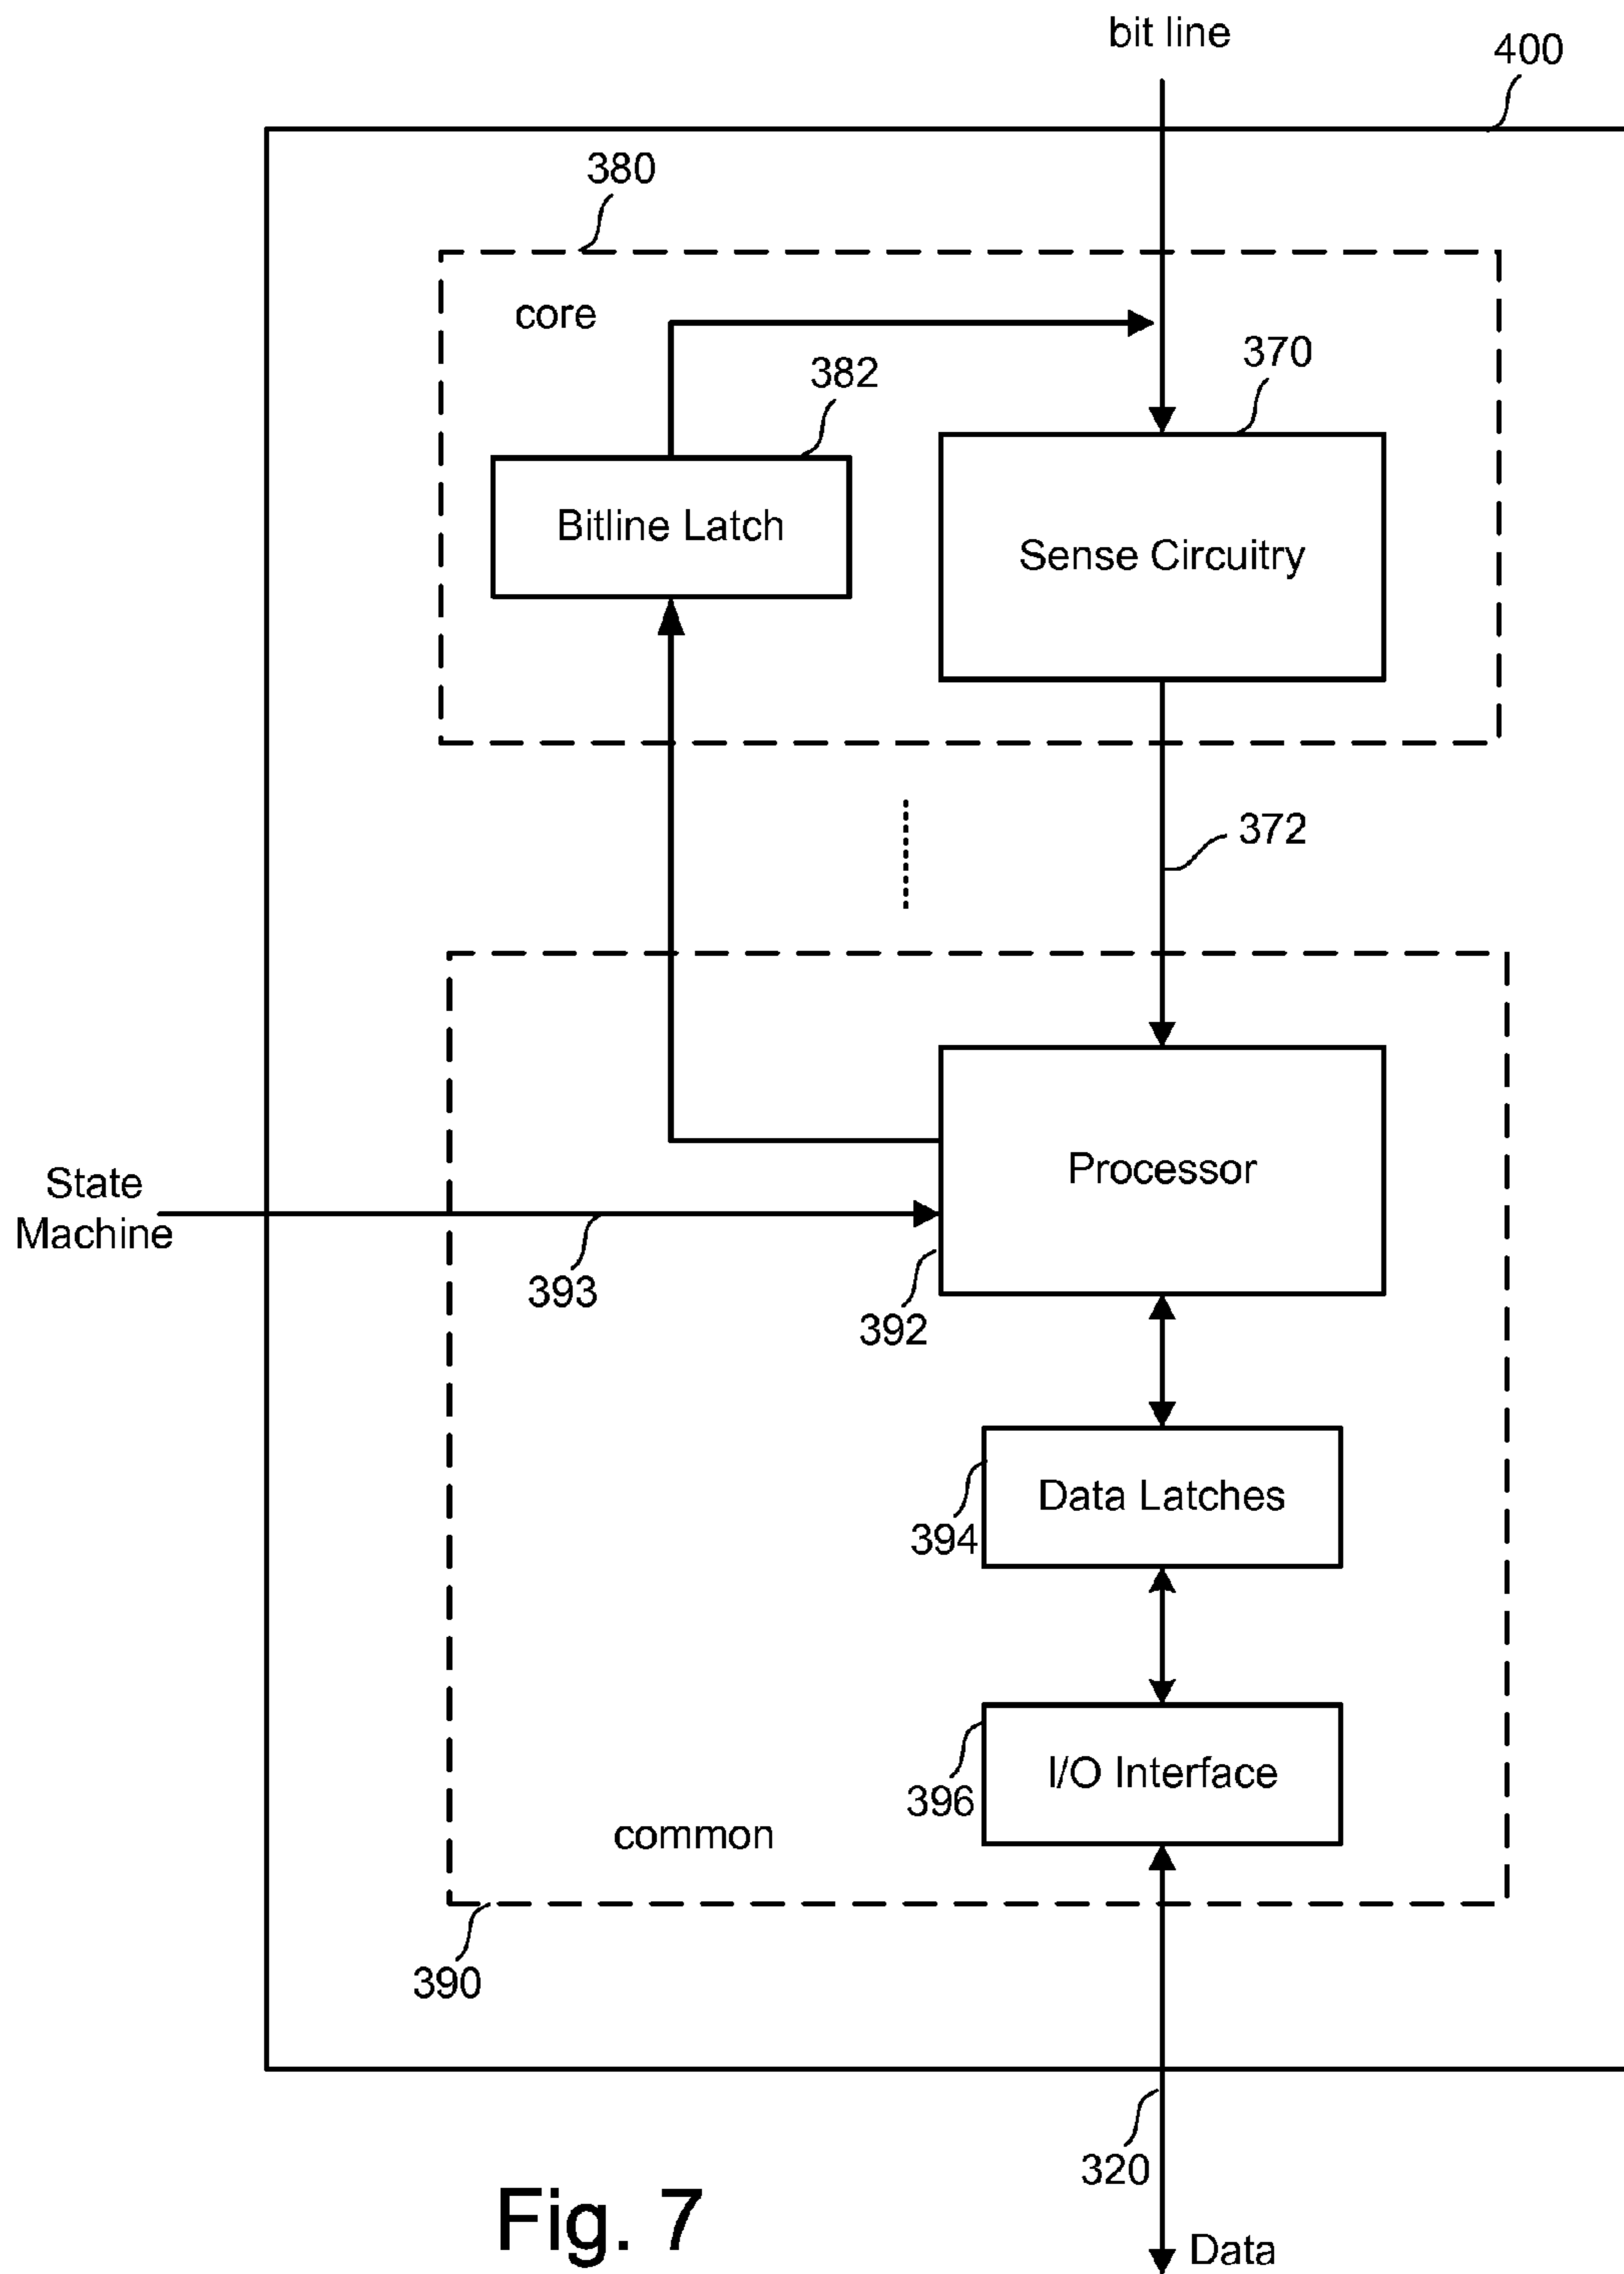 bit line
400
380
core
370
382
Bitline Latch
Sense Circuitry
372
Processor
State
Machine
393
392
Data Latches
394
I/O Interface
396
common
390
320
Fig. 7
Data